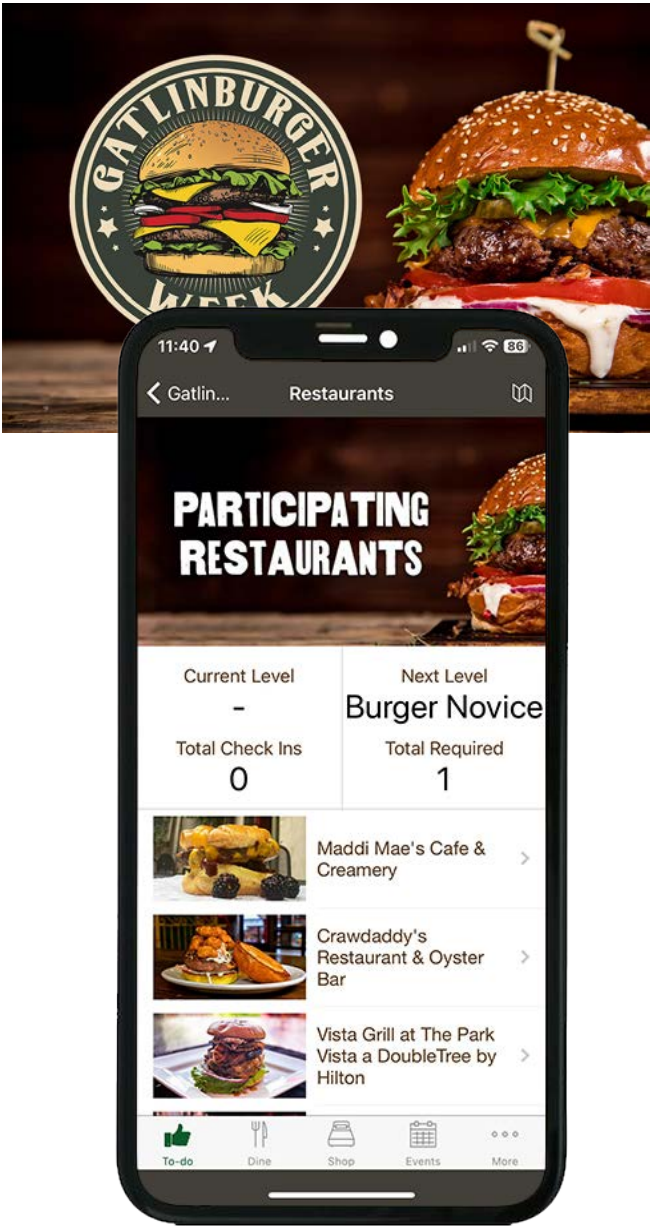 GATLINBURGER
WEEK
11:40
86
Gatlin...
Restaurants
PARTICIPATING
RESTAURANTS
Current Level
-
Total Check Ins
0
Next Level
Burger Novice
Total Required
1
Maddi Mae's Cafe &
Creamery
Crawdaddy's
Restaurant & Oyster
Bar
Vista Grill at The Park
Vista a DoubleTree by
Hilton
To-do
Dine
Shop
Events
More